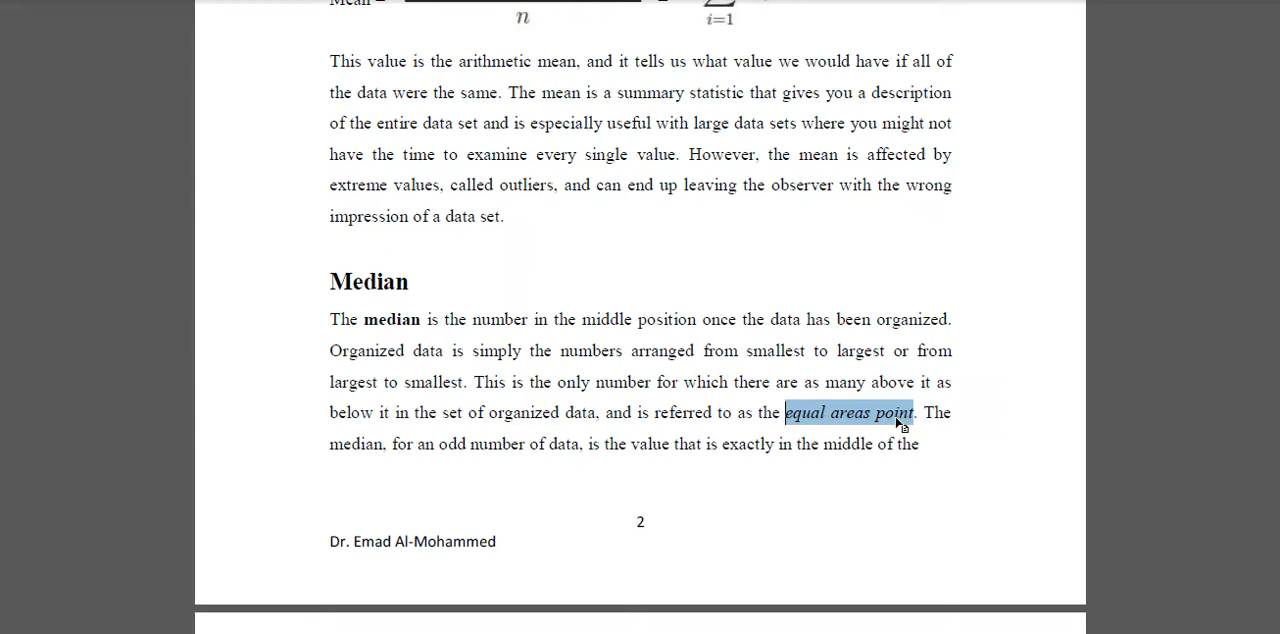 Mean =
n
i=1
This value is the arithmetic mean, and it tells us what value we would have if all of
the data were the same. The mean is a summary statistic that gives you a description
of the entire data set and is especially useful with large data sets where you might not
have the time to examine every single value. However, the mean is affected by
extreme values, called outliers, and can end up leaving the observer with the wrong
impression of a data set.
Median
The median is the number in the middle position once the data has been organized.
Organized data is simply the numbers arranged from smallest to largest or from
largest to smallest. This is the only number for which there are as many above it as
below it in the set of organized data, and is referred to as the equal areas point. The
median, for an odd number of data, is the value that is exactly in the middle of the
2
Dr. Emad Al-Mohammed